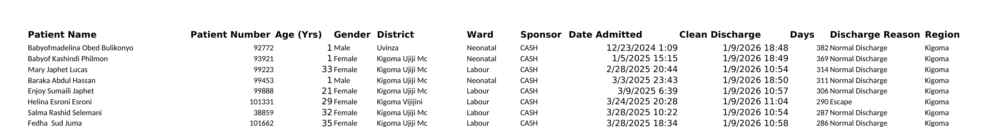 Patient Name Patient Number Age (Yrs) Gender District Ward Sponsor Date Admitted Clean Discharge Days Discharge Reason Region
Babyofmadelina Obed Bulikonyo 92772 1 Male Uvinza Neonatal CASH 12/23/2024 1:09 1/9/2026 18:48 382 Normal Discharge Kigoma
Babyof Kashindi Philmon 93921 1 Female Kigoma Ujiji Mc Neonatal CASH 1/5/2025 15:15 1/9/2026 18:49 369 Normal Discharge Kigoma
Mary Japhet Lucas 99223 33 Female Kigoma Ujiji Mc Labour CASH 2/28/2025 20:44 1/9/2026 10:54 314 Normal Discharge Kigoma
Baraka Abdul Hassan 99453 1 Male Kigoma Ujiji Mc Neonatal CASH 3/3/2025 23:43 1/9/2026 18:50 311 Normal Discharge Kigoma
Enjoy Sumaili Japhet 99888 21 Female Kigoma Ujiji Mc Labour CASH 3/9/2025 6:39 1/9/2026 10:57 306 Normal Discharge Kigoma
Helina Esroni Esroni 101331 29 Female Kigoma Vijijini Labour CASH 3/24/2025 20:28 1/9/2026 11:04 290 Escape Kigoma
Salma Rashid Selemani 38859 32 Female Kigoma Ujiji Mc Labour CASH 3/28/2025 10:22 1/9/2026 10:54 287 Normal Discharge Kigoma
Fedha  Sud Juma 101662 35 Female Kigoma Ujiji Mc Labour CASH 3/28/2025 18:34 1/9/2026 10:58 286 Normal Discharge Kigoma